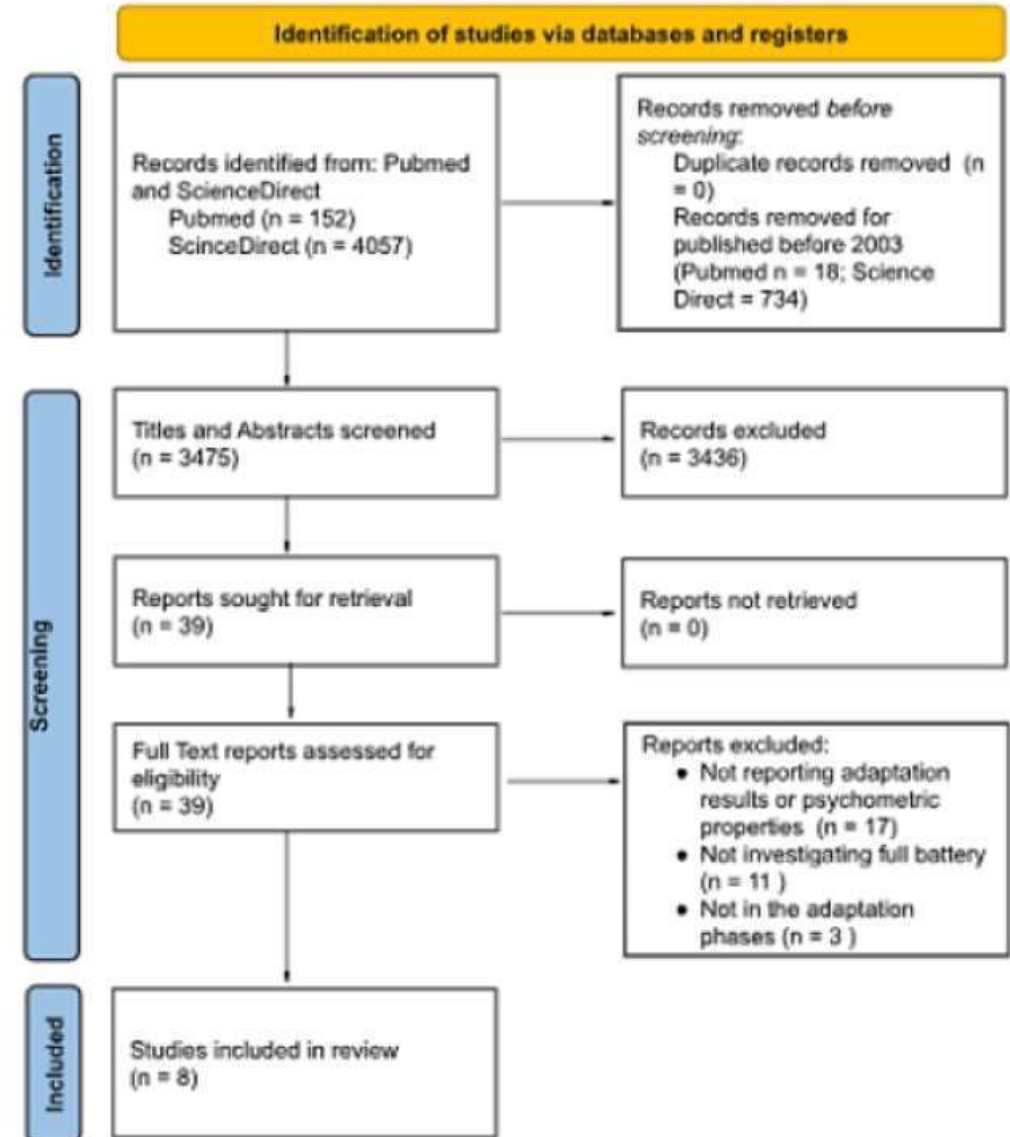 Identification of studies via databases and registers
Identification
Records identified from: Pubmed
and ScienceDirect
Pubmed (n = 152)
ScinceDirect (n = 4057)
Records removed before
screening:
Duplicate records removed (n
= 0)
Records removed for
published before 2003
(Pubmed n = 18; Science
Direct = 734)
Screening
Titles and Abstracts screened
(n = 3475)
Records excluded
(n = 3436)
Reports sought for retrieval
(n = 39)
Reports not retrieved
(n = 0)
Full Text reports assessed for
eligibility
(n = 39)
Reports excluded:
• Not reporting adaptation
results or psychometric
properties (n = 17)
• Not investigating full battery
(n = 11 )
• Not in the adaptation
phases (n = 3 )
Included
Studies included in review
(n = 8)